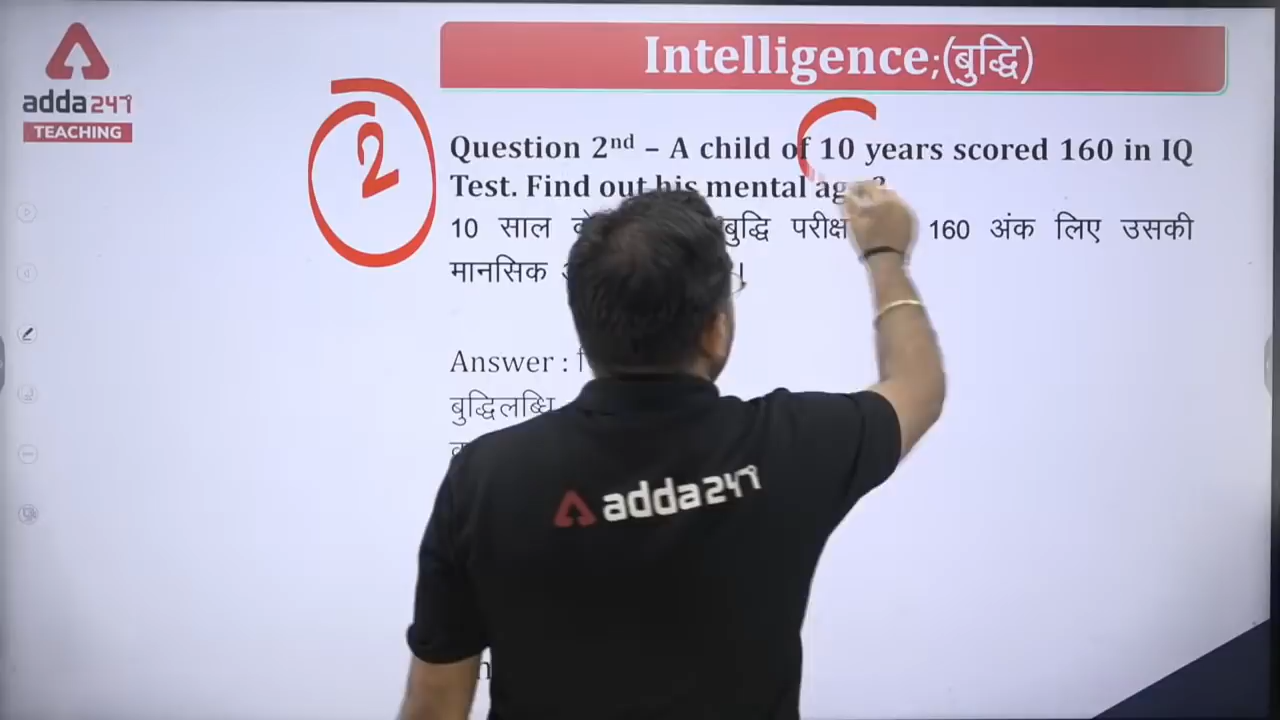 adda247
TEACHING
Intelligence;(बुद्धि)
2
Question 2nd – A child of 10 years scored 160 in IQ
Test. Find out his mental
10 साल बुद्धि 160 अंक लिए उसकी
मानसिक
Answer :
बुद्धिलब्धि
adda247